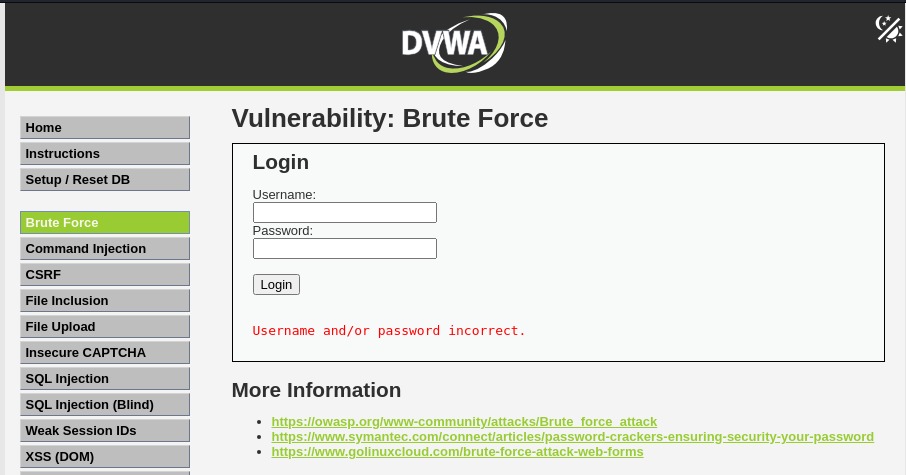 DVWA
Home
Instructions
Setup / Reset DB
Brute Force
Command Injection
CSRF
File Inclusion
File Upload
Insecure CAPTCHA
SQL Injection
SQL Injection (Blind)
Weak Session IDs
XSS (DOM)
Vulnerability: Brute Force
Login
Username:
Password:
Login
Username and/or password incorrect.
More Information
https://owasp.org/www-community/attacks/Brute_force_attack
https://www.symantec.com/connect/articles/password-crackers-ensuring-security-your-password
https://www.golinuxcloud.com/brute-force-attack-web-forms